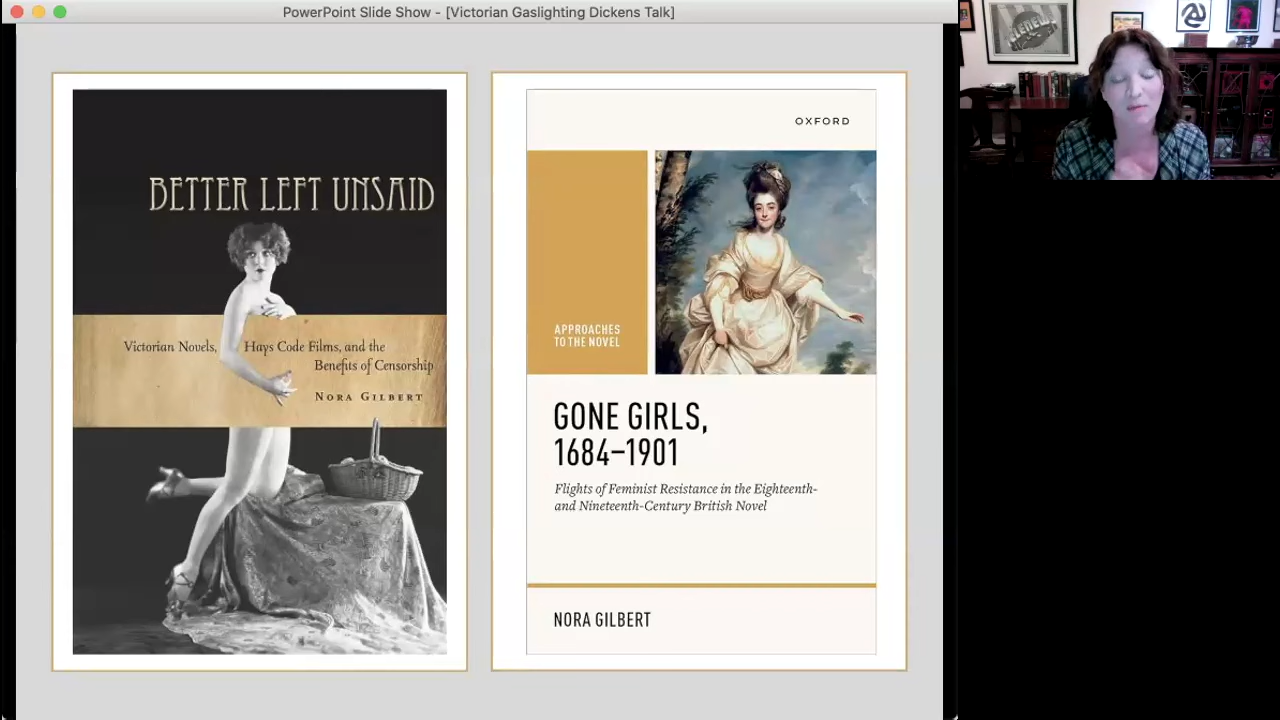 PowerPoint Slide Show - [Victorian Gaslighting Dickens Talk]
BETTER LEFT UNSAID
Victorian Novels, Hays Code Films, and the
Benefits of Censorship
NORA GILBERT
OXFORD
APPROACHES
TO THE NOVEL
GONE GIRLS,
1684–1901
Flights of Feminist Resistance in the Eighteenth-
and Nineteenth-Century British Novel
NORA GILBERT